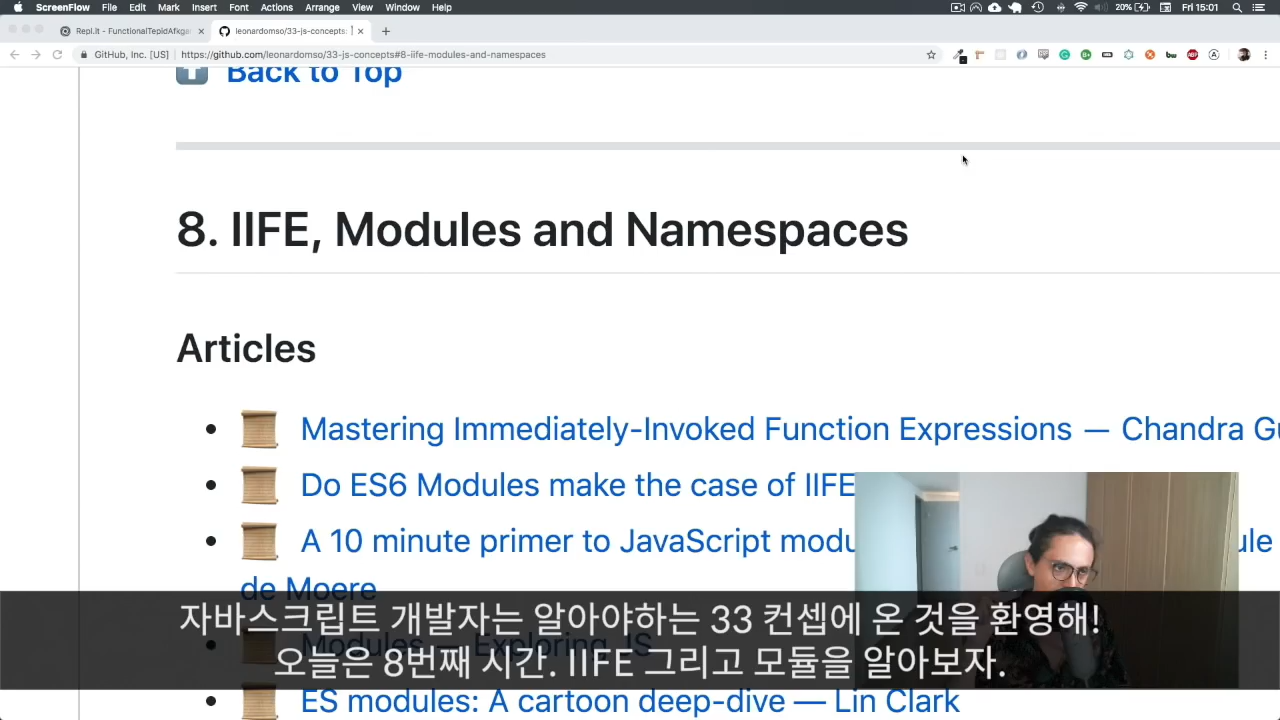 ScreenFlow File Edit Mark Insert Font Actions Arrange View Window Help 20% Fri 15:01
Repl.it - FunctionalTepidAfkgar leonardomso/33-js-concepts:
GitHub, Inc. [US] https://github.com/leonardomso/33-js-concepts#8-iife-modules-and-namespaces
Back to Top
8. IIFE, Modules and Namespaces
Articles
Mastering Immediately-Invoked Function Expressions — Chandra
Do ES6 Modules make the case of IIFE
A 10 minute primer to JavaScript
de Moere
Modules — Exploring JS
자바스크립트 개발자는 알아야하는 33 컨셉에 온 것을 환영해!
오늘은 8번째 시간. IIFE 그리고 모듈을 알아보자.
ES modules: A cartoon deep-dive — Lin Clark